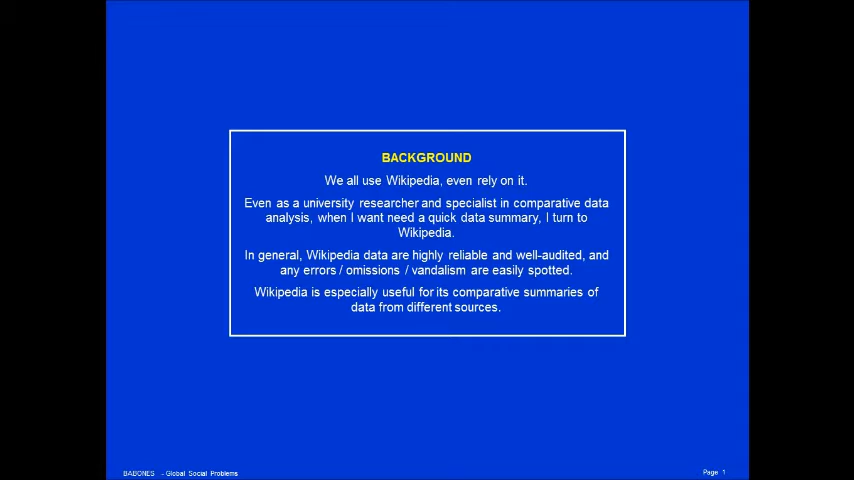 BACKGROUND
We all use Wikipedia, even rely on it.
Even as a university researcher and specialist in comparative data
analysis, when I want need a quick data summary, I turn to
Wikipedia.
In general, Wikipedia data are highly reliable and well-audited, and
any errors / omissions / vandalism are easily spotted.
Wikipedia is especially useful for its comparative summaries of
data from different sources.
BABONES - Global Social Problems
Page 1